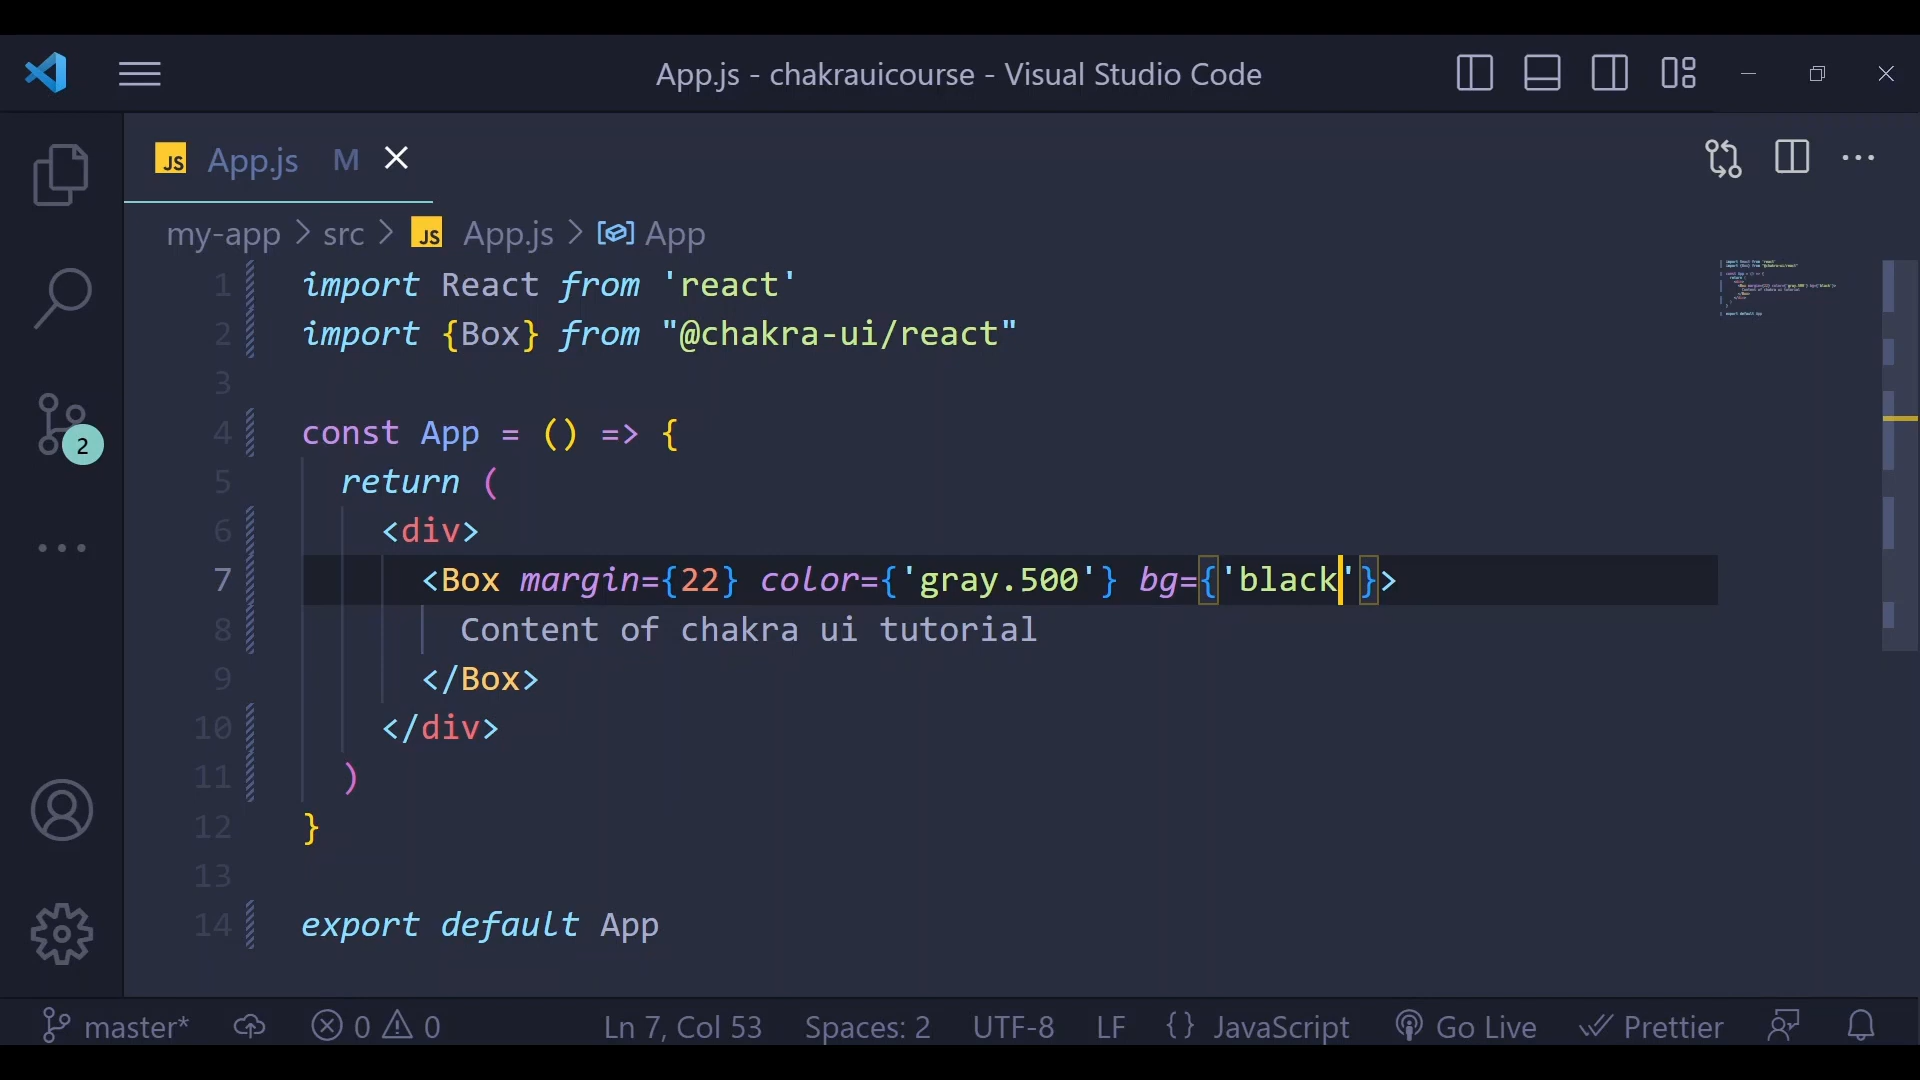 App.js - chakrauicourse - Visual Studio Code
JS App.js M
my-app > src > JS App.js > App
1 import React from 'react'
2 import {Box} from "@chakra-ui/react"
3
4 const App = () => {
5 return (
6 <div>
7 <Box margin={22} color={'gray.500'} bg={'black'}>
8 Content of chakra ui tutorial
9 </Box>
10 </div>
11 )
12 }
13
14 export default App
2
master* 0 0 Ln 7, Col 53 Spaces: 2 UTF-8 LF {} JavaScript Go Live Prettier